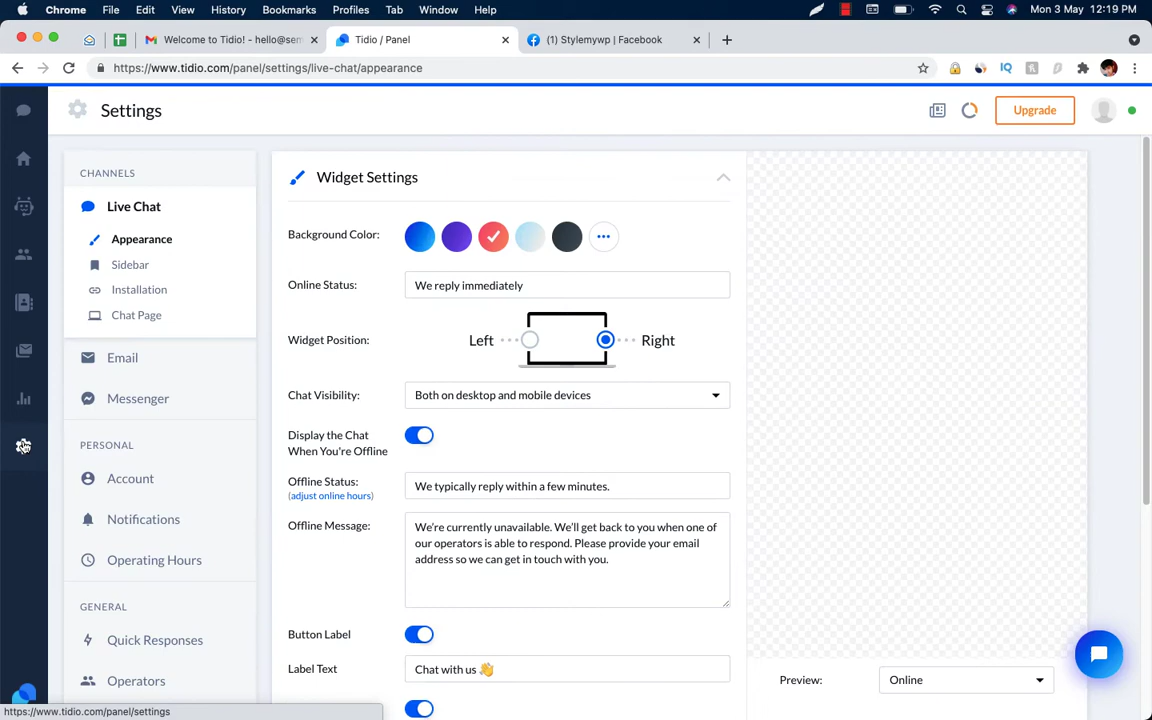 Chrome File Edit View History Bookmarks Profiles Tab Window Help Mon 3 May 12:19 PM
Welcome to Tidio! - hello@sen Tidio / Panel (1) Stylemywp | Facebook
https://www.tidio.com/panel/settings/live-chat/appearance
Settings
Upgrade
CHANNELS
Live Chat
Appearance
Sidebar
Installation
Chat Page
Email
Messenger
PERSONAL
Account
Notifications
Operating Hours
GENERAL
Quick Responses
Operators
Widget Settings
Background Color:
Online Status: We reply immediately
Widget Position: Left Right
Chat Visibility: Both on desktop and mobile devices
Display the Chat
When You're Offline
Offline Status: We typically reply within a few minutes.
(adjust online hours)
Offline Message: We're currently unavailable. We'll get back to you when one of
our operators is able to respond. Please provide your email
address so we can get in touch with you.
Button Label
Label Text Chat with us 👋
Preview: Online
https://www.tidio.com/panel/settings